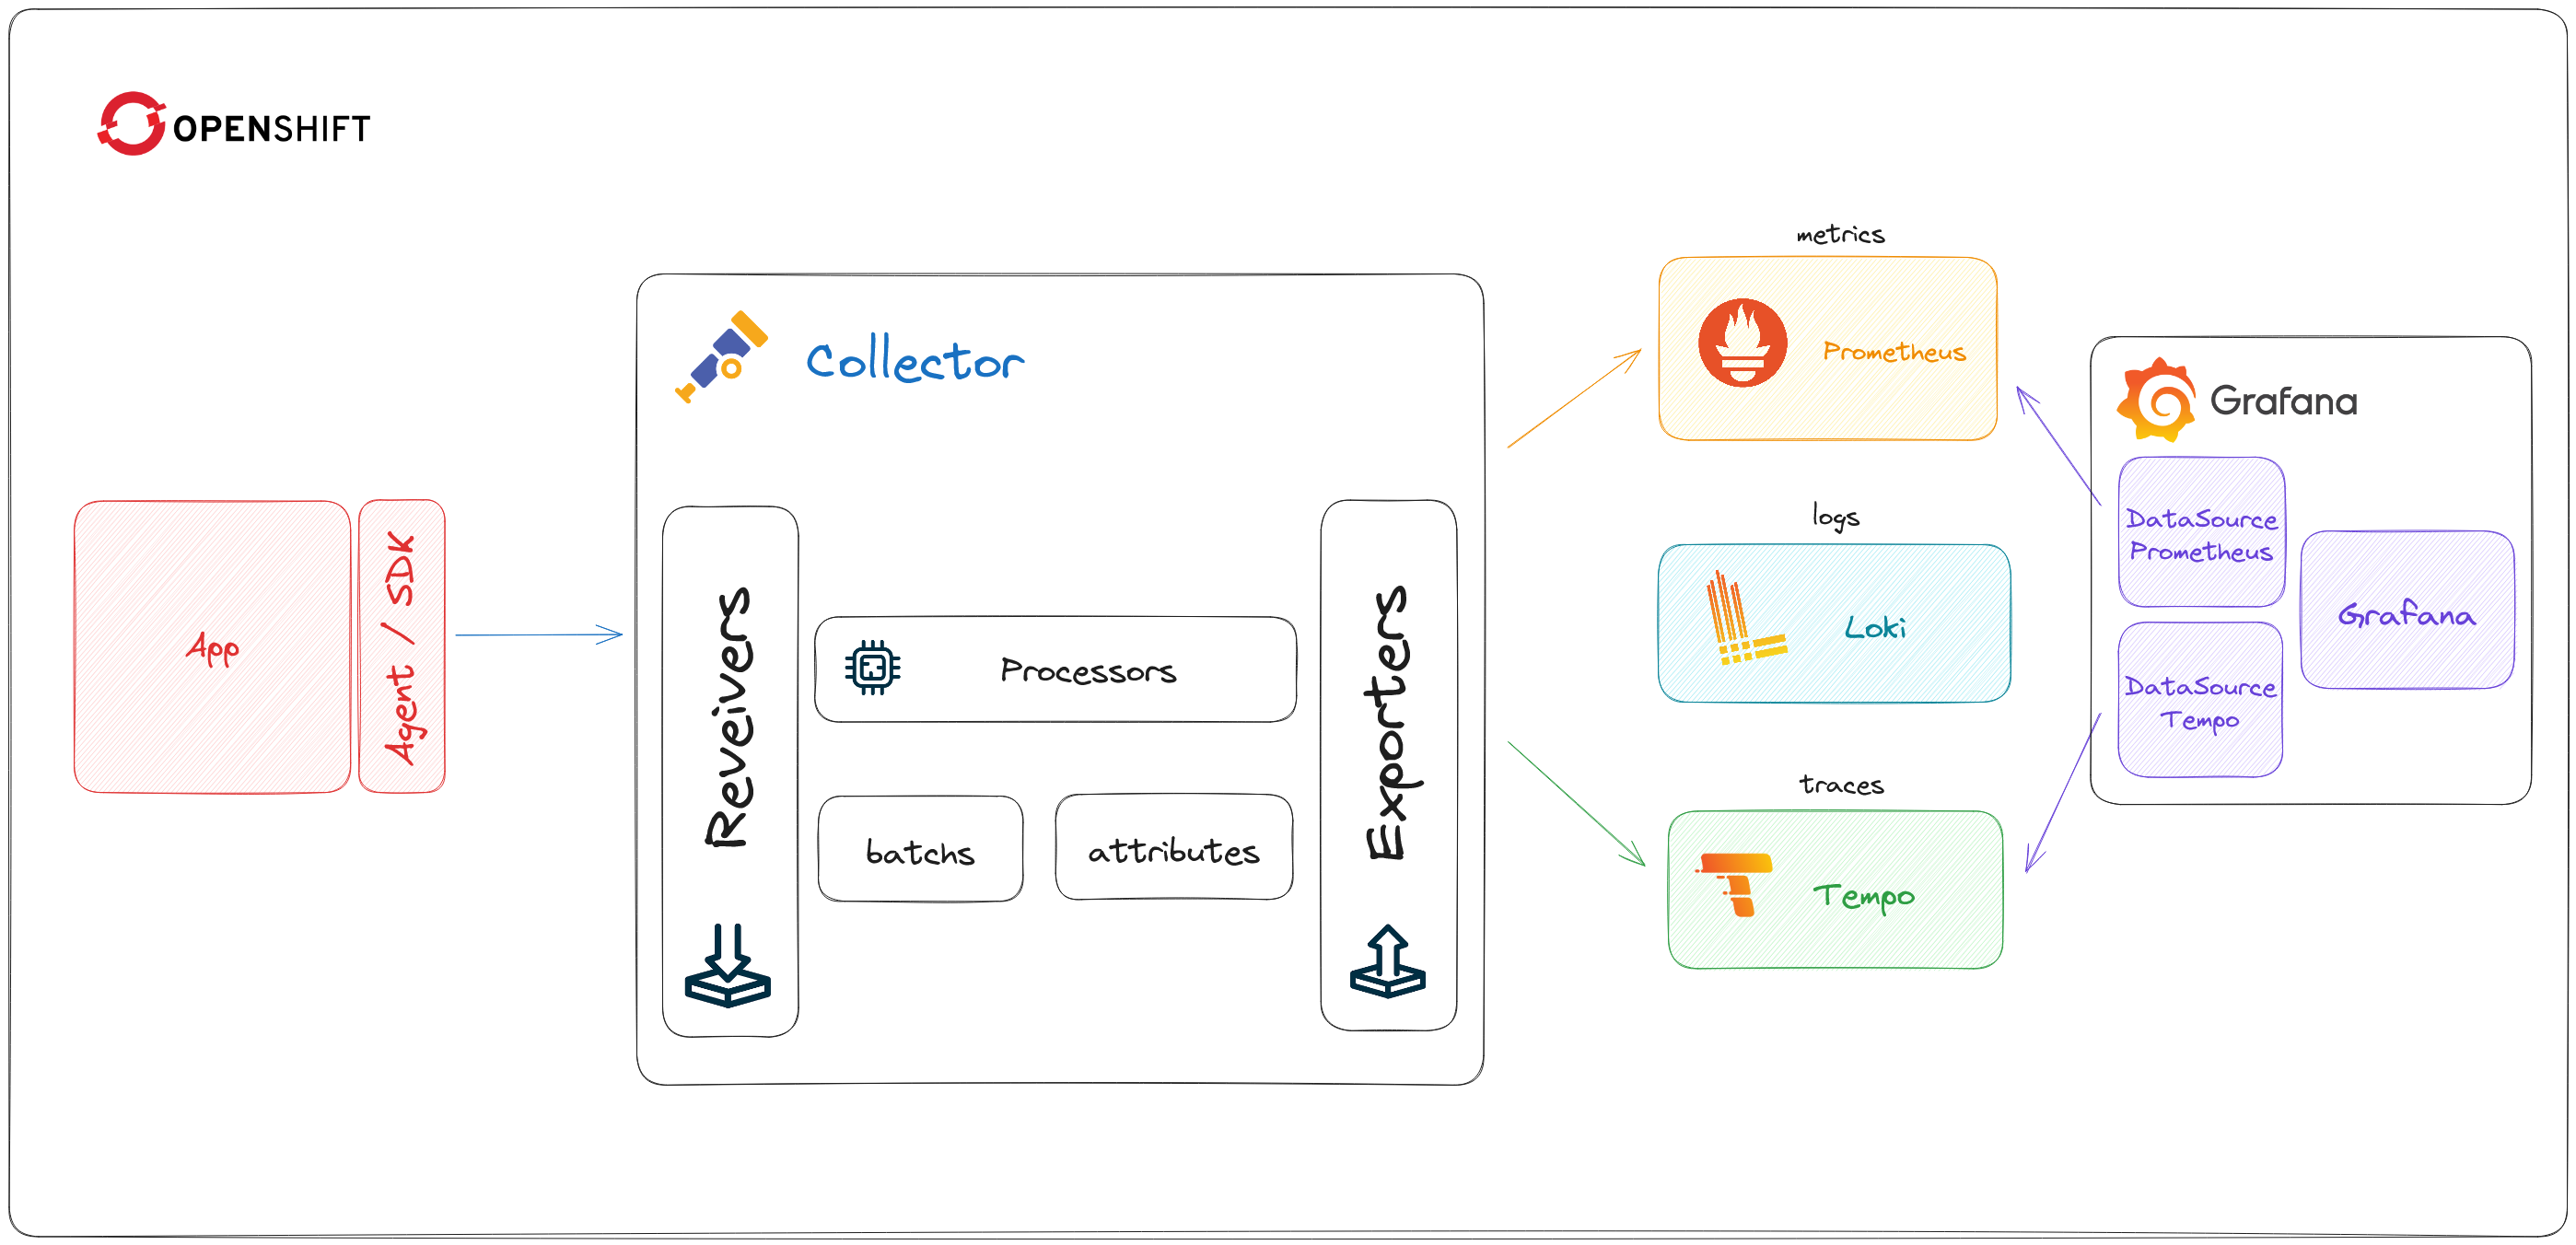 OPENSHIFT
App
Agent / SDK
Collector
Reveivers
Processors
batchs
attributes
Exporters
metrics
Prometheus
logs
Loki
traces
Tempo
Grafana
DataSource
Prometheus
DataSource
Tempo
Grafana